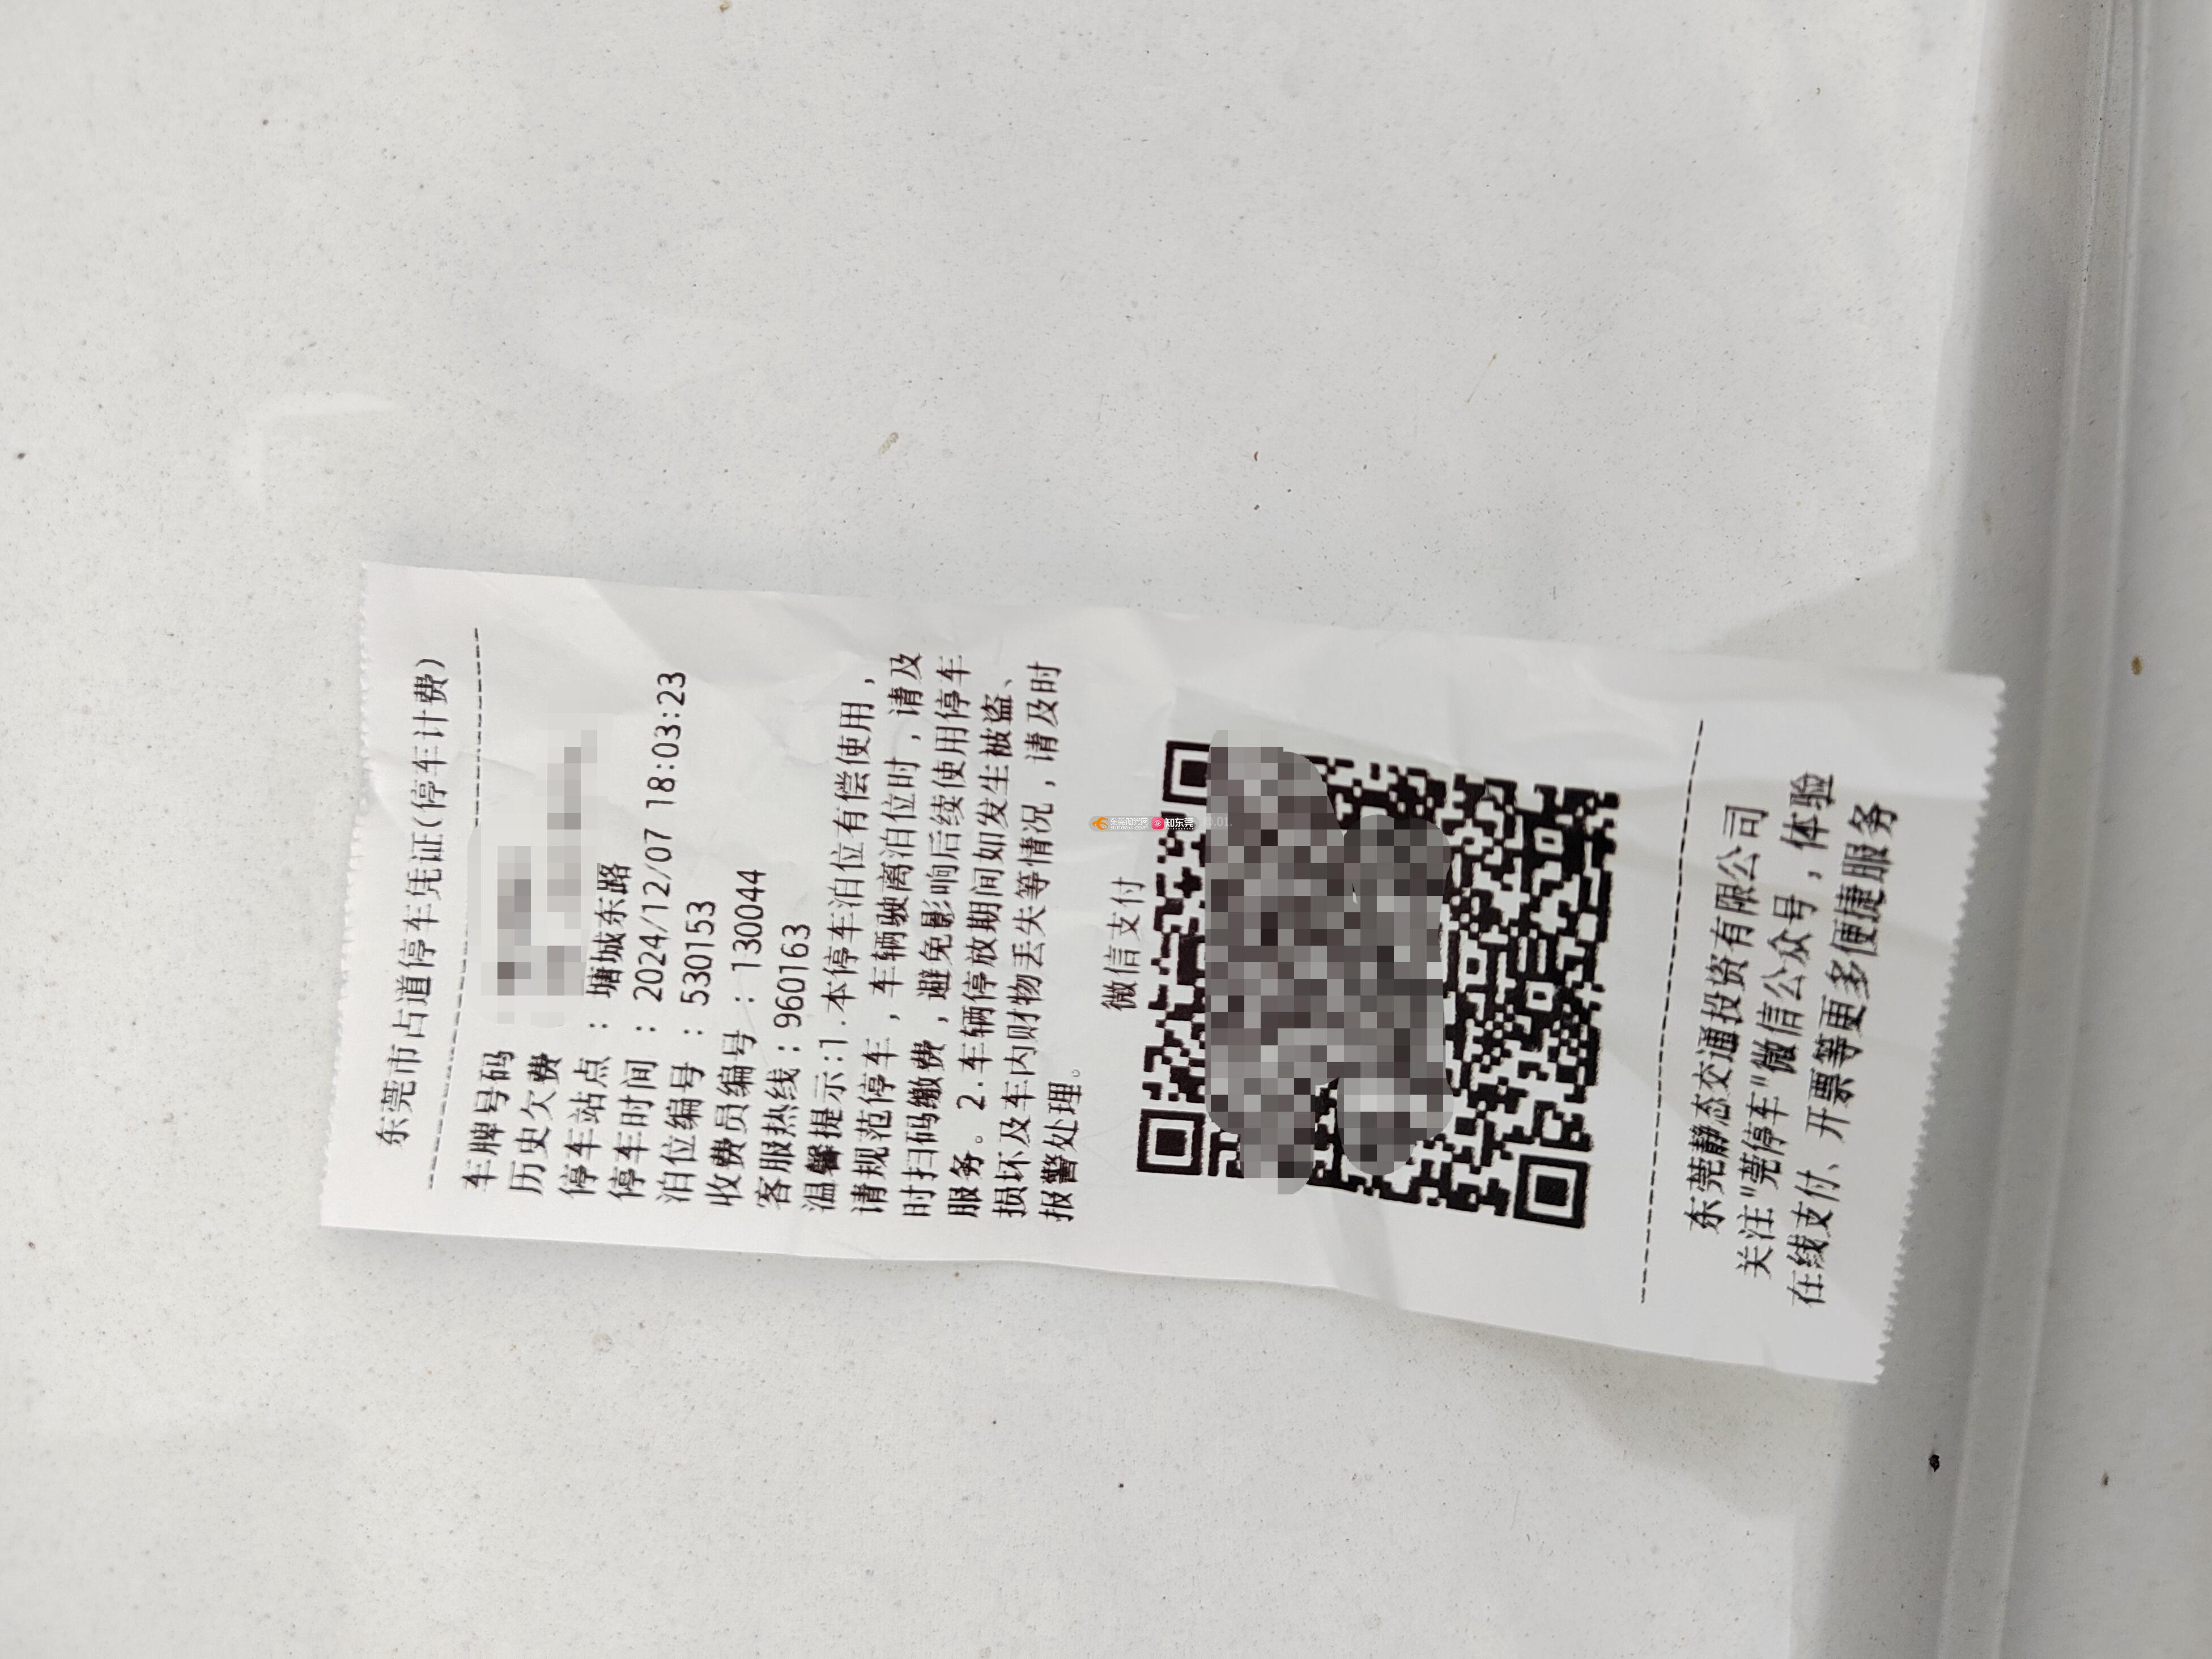 东莞市占道停车凭证(停车计费)
车牌号码
历史欠费
停车站点：塘城东路
停车时间：2024/12/07 18:03:23
泊位编号：530153
收费员编号：130044
客服热线：960163
温馨提示:1.本停车泊位有偿使用，
请规范停车，车辆驶离泊位时，请及
时扫码缴费，避免影响后续使用停车
服务。2.车辆停放期间如发生被盗、
损坏及车内财物丢失等情况，请及时
报警处理。
微信支付
东莞阳光网 知东莞
东莞静态交通投资有限公司
关注"莞停车"微信公众号，体验
在线支付、开票等更多便捷服务